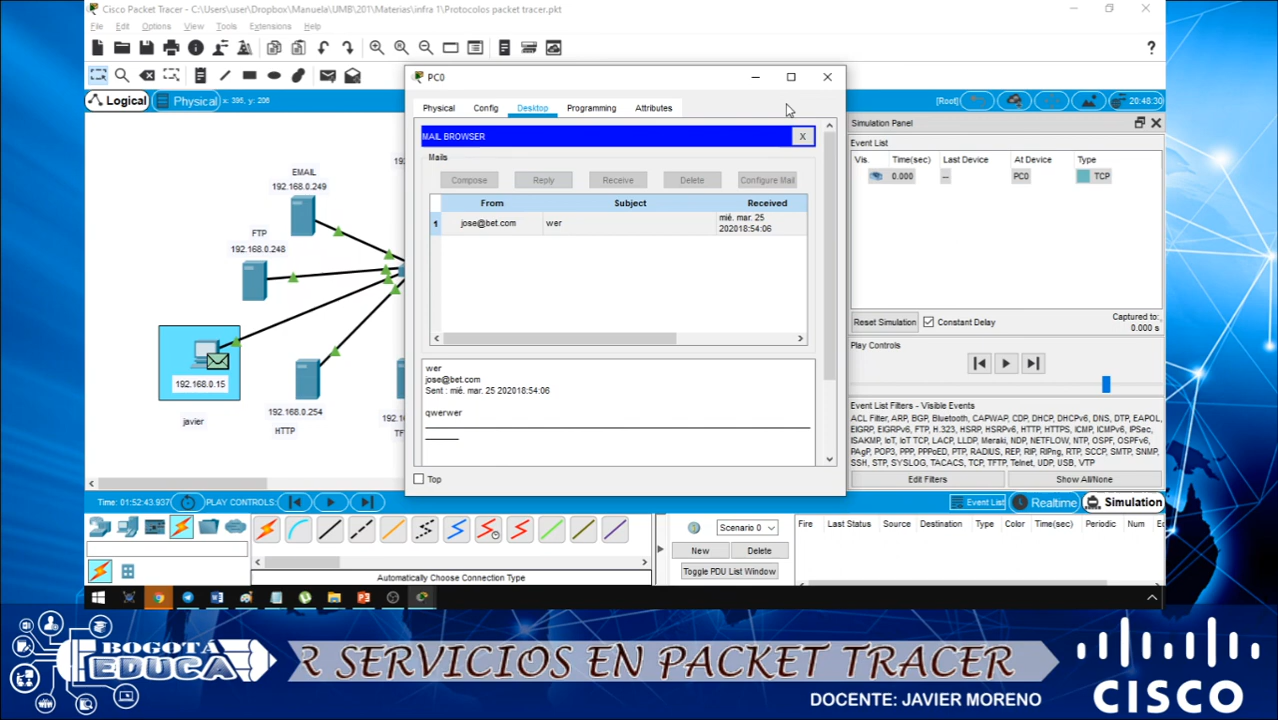 Cisco Packet Tracer - C:\Users\user\Dropbox\Manuela\UMB\201\Materias\infra 1\Protocolos packet tracer.pkt
File Edit Options View Tools Extensions Help
?
Logical Physical x: 395, y: 206 [Root] 20:48:30
PC0
Physical Config Desktop Programming Attributes
MAIL BROWSER X
Mails
Compose Reply Receive Delete Configure Mail
From Subject Received
1 jose@bet.com wer mié. mar. 25
202018:54:06
wer
jose@bet.com
Sent : mié. mar. 25 202018:54:06
qwerwer
Top
EMAIL
192.168.0.249
FTP
192.168.0.248
192.168.0.15
javier
192.168.0.254
HTTP
Simulation Panel
Event List
Vis. Time(sec) Last Device At Device Type
0.000 -- PC0 TCP
Reset Simulation Constant Delay Captured to:
0.000 s
Play Controls
Event List Filters - Visible Events
ACL Filter, ARP, BGP, Bluetooth, CAPWAP, CDP, DHCP, DHCPv6, DNS, DTP, EAPOL,
EIGRP, EIGRPv6, FTP, H.323, HSRP, HSRPv6, HTTP, HTTPS, ICMP, ICMPv6, IPSec,
ISAKMP, IoT, IoT TCP, LACP, LLDP, Meraki, NDP, NETFLOW, NTP, OSPF, OSPFv6,
PAgP, POP3, PPP, PPPoED, PTP, RADIUS, REP, RIP, RIPng, RTP, SCCP, SMTP, SNMP,
SSH, STP, SYSLOG, TACACS, TCP, TFTP, Telnet, UDP, USB, VTP
Edit Filters Show All/None
Time: 01:52:43.937 PLAY CONTROLS: Event List Realtime Simulation
Scenario 0
New Delete
Toggle PDU List Window
Fire Last Status Source Destination Type Color Time(sec) Periodic Num
Automatically Choose Connection Type
BOGOTÁ
EDUCA
R SERVICIOS EN PACKET TRACER
DOCENTE: JAVIER MORENO
CISCO